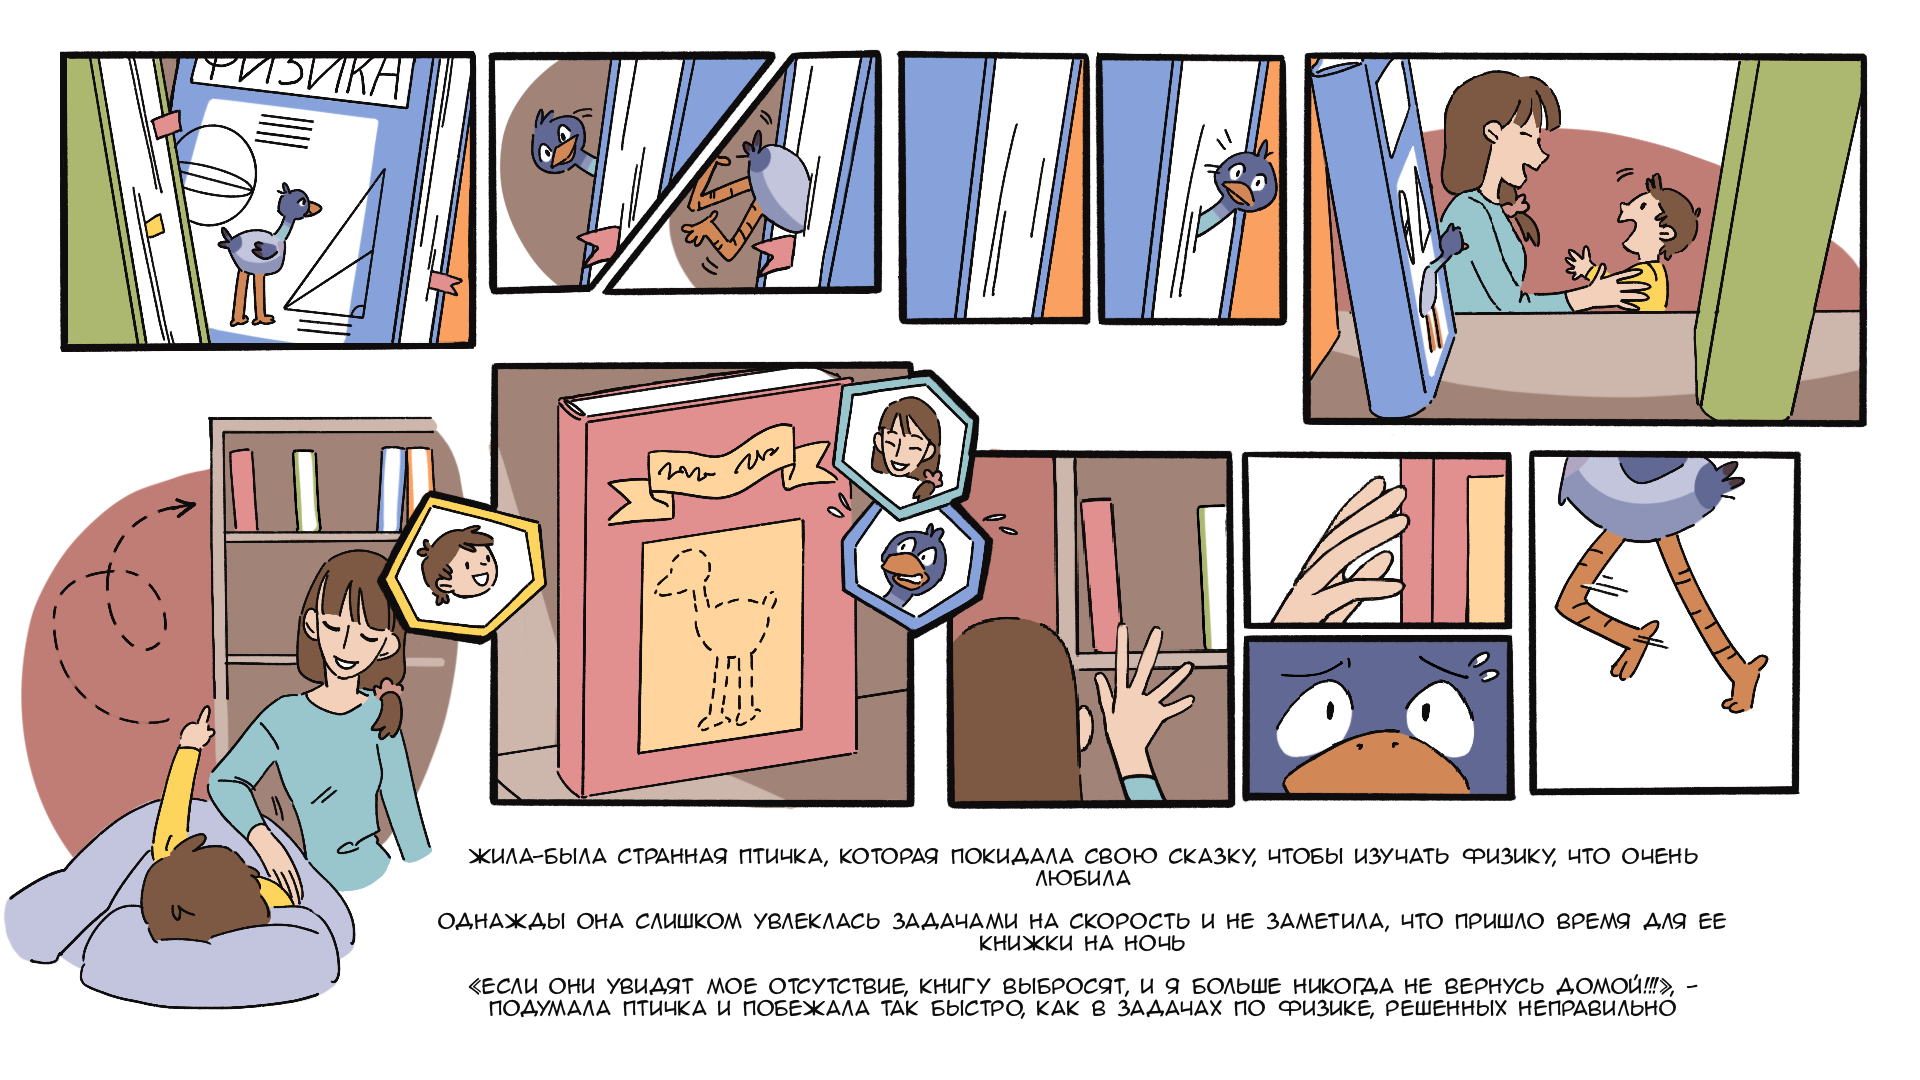 ФИЗИКА
ЖИЛА-БЫЛА СТРАННАЯ ПТИЧКА, КОТОРАЯ ПОКИДАЛА СВОЮ СКАЗКУ, ЧТОБЫ ИЗУЧАТЬ ФИЗИКУ, ЧТО ОЧЕНЬ
ЛЮБИЛА
ОДНАЖДЫ ОНА СЛИШКОМ УВЛЕКЛАСЬ ЗАДАЧАМИ НА СКОРОСТЬ И НЕ ЗАМЕТИЛА, ЧТО ПРИШЛО ВРЕМЯ ДЛЯ ЕЕ
КНИЖКИ НА НОЧЬ
«ЕСЛИ ОНИ УВИДЯТ МОЕ ОТСУТСТВИЕ, КНИГУ ВЫБРОСЯТ, И Я БОЛЬШЕ НИКОГДА НЕ ВЕРНУСЬ ДОМОЙ!!!», -
ПОДУМАЛА ПТИЧКА И ПОБЕЖАЛА ТАК БЫСТРО, КАК В ЗАДАЧАХ ПО ФИЗИКЕ, РЕШЕННЫХ НЕПРАВИЛЬНО